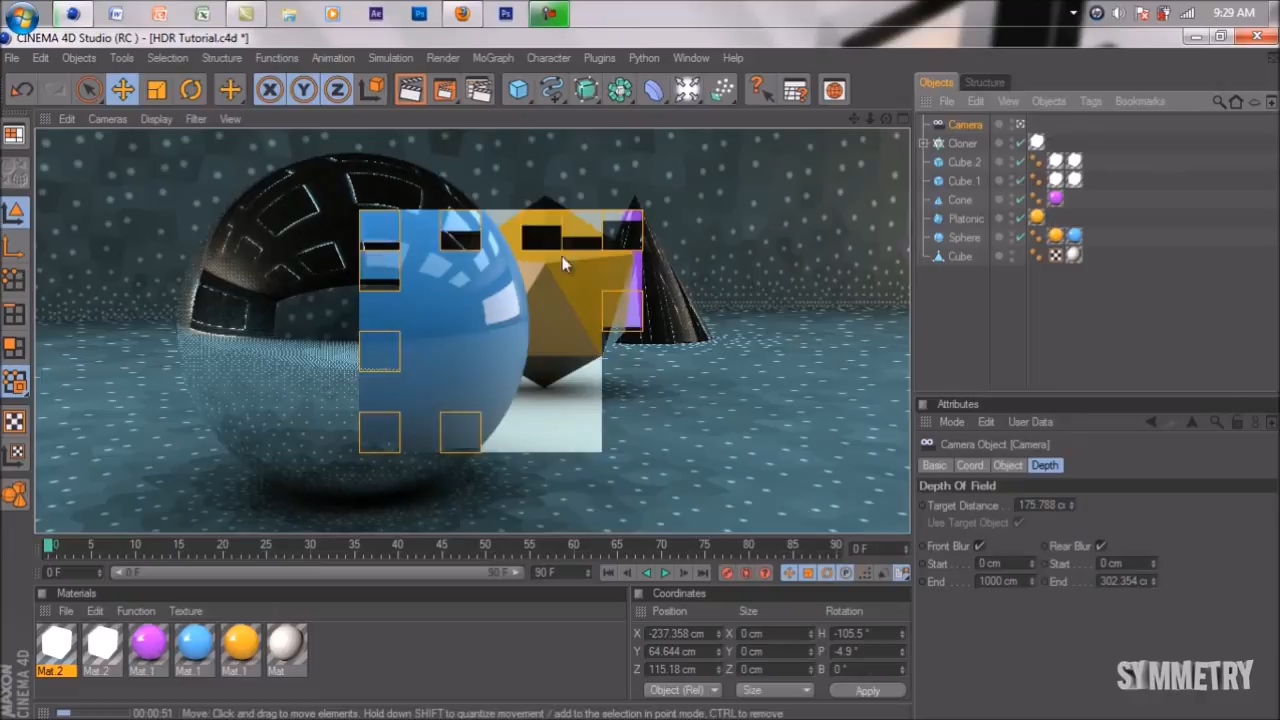 9:29 AM
CINEMA 4D Studio (RC ) - [HDR Tutorial.c4d *]
File Edit Objects Tools Selection Structure Functions Animation Simulation Render MoGraph Character Plugins Python Window Help
Objects Structure
File Edit View Objects Tags Bookmarks
Edit Cameras Display Filter View
Camera
Cloner
Cube.2
Cube.1
Cone
Platonic
Sphere
Cube
Attributes
Mode Edit User Data
Camera Object [Camera]
Basic Coord Object Depth
Depth Of Field
Target Distance . . 175.788 c
Use Target Object
Front Blur Rear Blur
Start . . . . 0 cm Start . . . . 0 cm
End . . . . 1000 cm End . . . . 302.354 c
0 5 10 15 20 25 30 35 40 45 50 55 60 65 70 75 80 85 90 0 F
0 F 0 F 90 F 90 F
Materials
File Edit Function Texture
Mat.2 Mat.2 Mat.1 Mat.1 Mat.1 Mat
Coordinates
Position Size Rotation
X -237.358 cm X 0 cm H -105.5 °
Y 64.644 cm Y 0 cm P -4.9 °
Z 115.18 cm Z 0 cm B 0 °
Object (Rel) Size Apply
MAXON
CINEMA 4D
SYMMETRY
00:00:51 Move: Click and drag to move elements. Hold down SHIFT to quantize movement / add to the selection in point mode, CTRL to remove